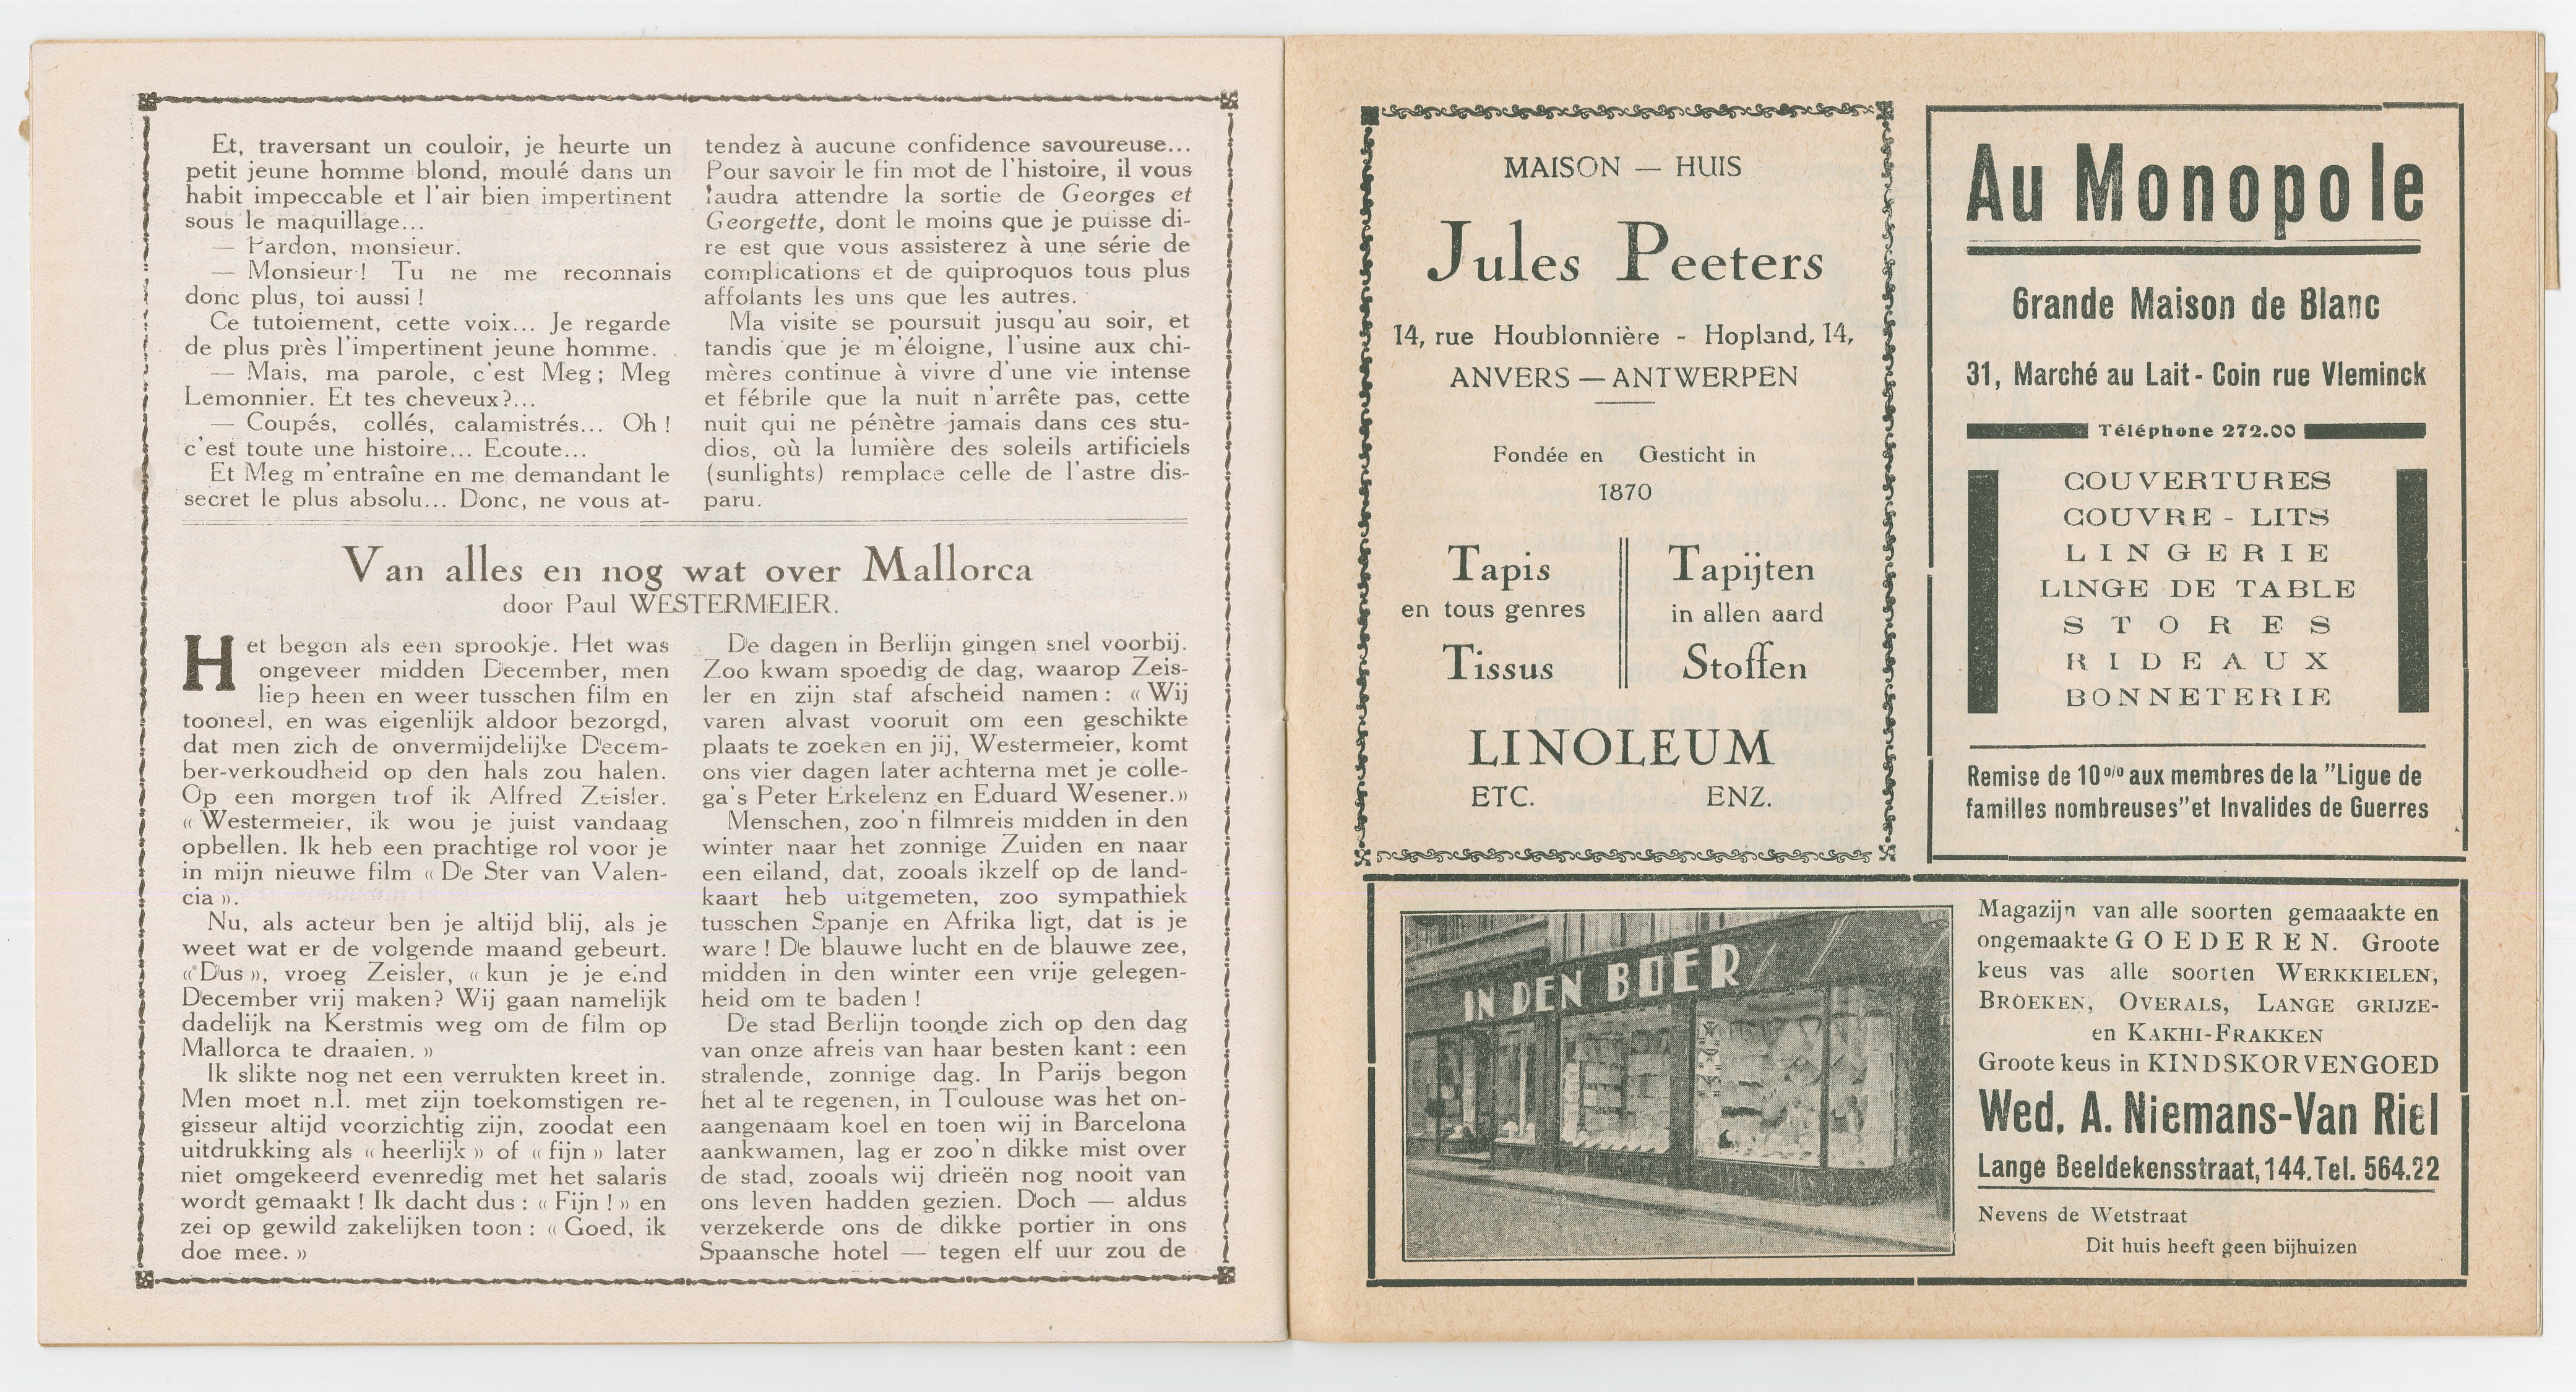 Et, traversant un couloir, je heurte un
petit jeune homme blond, moulé dans un
habit impeccable et l'air bien impertinent
sous le maquillage...
— Pardon, monsieur.
— Monsieur! Tu ne me reconnais
donc plus, toi aussi !
Ce tutoiement, cette voix... Je regarde
de plus près l'impertinent jeune homme.
— Mais, ma parole, c'est Meg; Meg
Lemonnier. Et tes cheveux?...
— Coupés, collés, calamistrés... Oh !
c'est toute une histoire... Ecoute...
Et Meg m'entraîne en me demandant le
secret le plus absolu... Donc, ne vous at-
tendez à aucune confidence savoureuse...
Pour savoir le fin mot de l'histoire, il vous
faudra attendre la sortie de Georges et
Georgette, dont le moins que je puisse di-
re est que vous assisterez à une série de
complications et de quiproquos tous plus
affolants les uns que les autres.
Ma visite se poursuit jusqu'au soir, et
tandis que je m'éloigne, l'usine aux chi-
mères continue à vivre d'une vie intense
et fébrile que la nuit n'arrête pas, cette
nuit qui ne pénètre jamais dans ces stu-
dios, où la lumière des soleils artificiels
(sunlights) remplace celle de l'astre dis-
paru.
Van alles en nog wat over Mallorca
door Paul WESTERMEIER.
Het begon als een sprookje. Het was
ongeveer midden December, men
liep heen en weer tusschen film en
tooneel, en was eigenlijk aldoor bezorgd,
dat men zich de onvermijdelijke Decem-
ber-verkoudheid op den hals zou halen.
Op een morgen trof ik Alfred Zeisler.
« Westermeier, ik wou je juist vandaag
opbellen. Ik heb een prachtige rol voor je
in mijn nieuwe film « De Ster van Valen-
cia ».
Nu, als acteur ben je altijd blij, als je
weet wat er de volgende maand gebeurt.
« Dus », vroeg Zeisler, « kun je je eind
December vrij maken? Wij gaan namelijk
dadelijk na Kerstmis weg om de film op
Mallorca te draaien. »
Ik slikte nog net een verrukten kreet in.
Men moet n.l. met zijn toekomstigen re-
gisseur altijd voorzichtig zijn, zoodat een
uitdrukking als « heerlijk » of « fijn » later
niet omgekeerd evenredig met het salaris
wordt gemaakt ! Ik dacht dus : « Fijn ! » en
zei op gewild zakelijken toon : « Goed, ik
doe mee. »
De dagen in Berlijn gingen snel voorbij.
Zoo kwam spoedig de dag, waarop Zeis-
ler en zijn staf afscheid namen : « Wij
varen alvast vooruit om een geschikte
plaats te zoeken en jij, Westermeier, komt
ons vier dagen later achterna met je colle-
ga's Peter Erkelenz en Eduard Wesener.»
Menschen, zoo'n filmreis midden in den
winter naar het zonnige Zuiden en naar
een eiland, dat, zooals ikzelf op de land-
kaart heb uitgemeten, zoo sympathiek
tusschen Spanje en Afrika ligt, dat is je
ware ! De blauwe lucht en de blauwe zee,
midden in den winter een vrije gelegen-
heid om te baden !
De stad Berlijn toonde zich op den dag
van onze afreis van haar besten kant : een
stralende, zonnige dag. In Parijs begon
het al te regenen, in Toulouse was het on-
aangenaam koel en toen wij in Barcelona
aankwamen, lag er zoo'n dikke mist over
de stad, zooals wij drieën nog nooit van
ons leven hadden gezien. Doch — aldus
verzekerde ons de dikke portier in ons
Spaansche hotel — tegen elf uur zou de
MAISON — HUIS
Jules Peeters
14, rue Houblonnière - Hopland, 14,
ANVERS — ANTWERPEN
Fondée en Gesticht in
1870
Tapis
en tous genres
Tissus
Tapijten
in allen aard
Stoffen
LINOLEUM
ETC. ENZ.
Au Monopole
Grande Maison de Blanc
31, Marché au Lait - Coin rue Vleminck
Téléphone 272.00
COUVERTURES
COUVRE - LITS
LINGERIE
LINGE DE TABLE
STORES
RIDEAUX
BONNETERIE
Remise de 10% aux membres de la "Ligue de
familles nombreuses" et Invalides de Guerres
IN DEN BOER
Magazijn van alle soorten gemaaakte en
ongemaakte GOEDEREN. Groote
keus vas alle soorten WERKKIELEN,
BROEKEN, OVERALS, LANGE GRIJZE-
en KAKHI-FRAKKEN
Groote keus in KINDSKORVENGOED
Wed. A. Niemans-Van Riel
Lange Beeldekensstraat, 144. Tel. 564.22
Nevens de Wetstraat
Dit huis heeft geen bijhuizen